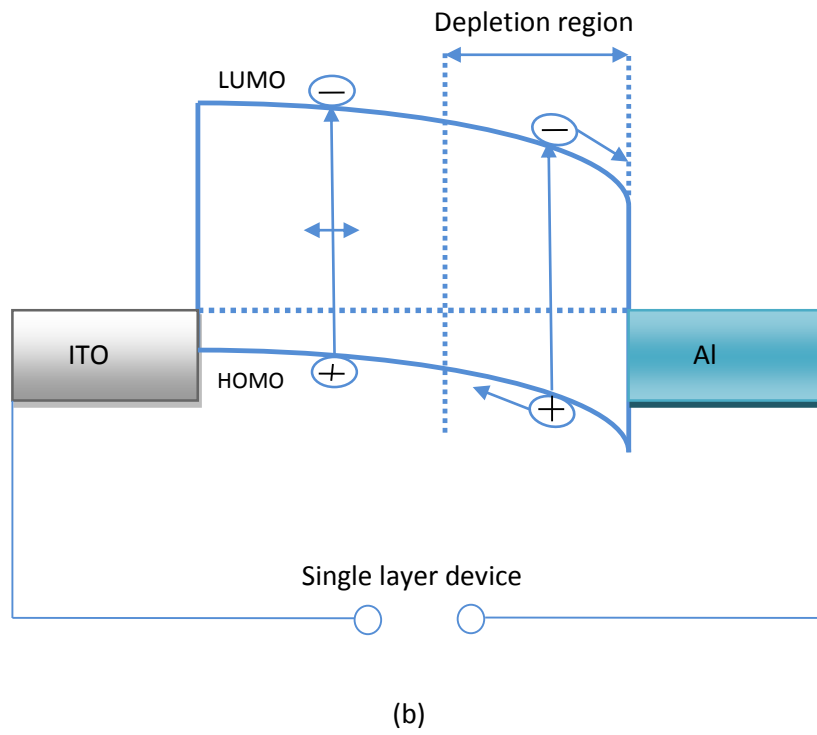 Depletion region
LUMO
ITO
Al
HOMO
Single layer device
(b)